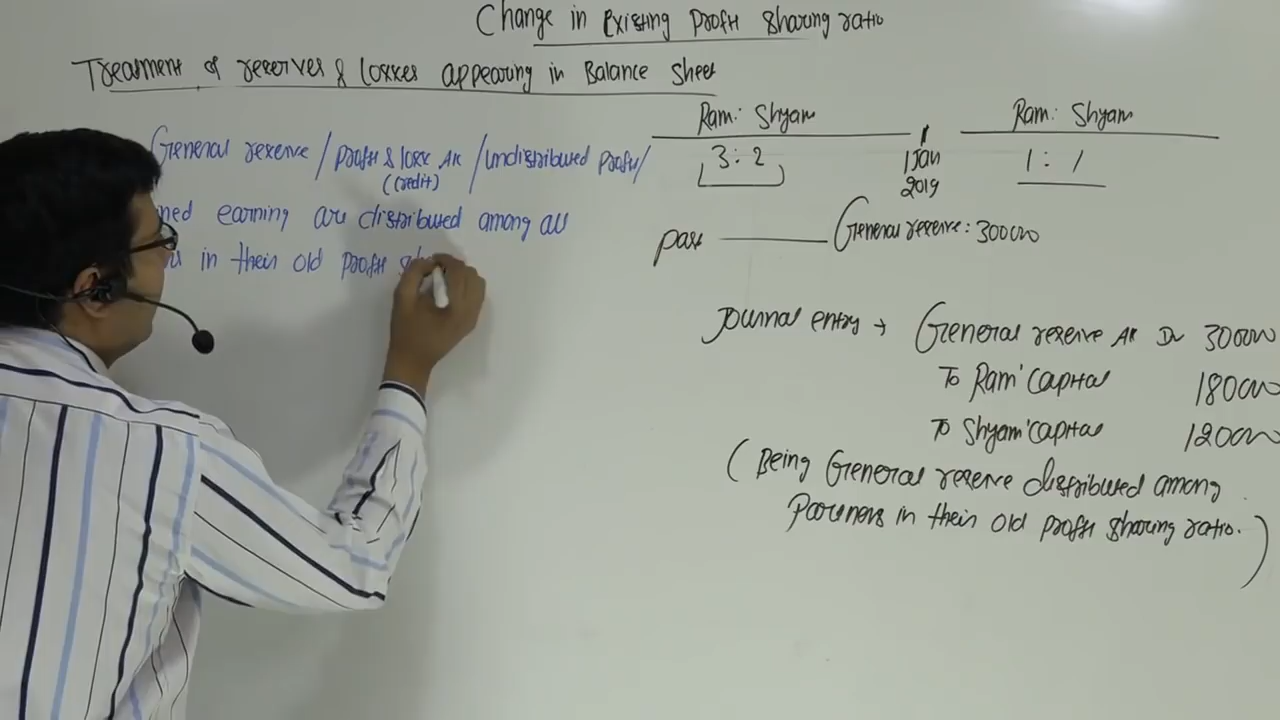 Change in Existing Profit sharing ratio
Treatment of reserves & losses appearing in Balance Sheet
General reserve / profit & loss A/c / undistributed profit/
(credit)
ined earning are distributed among all
in their old profit sh
Ram: Shyam
3: 2
1 Jan
2019
Ram: Shyam
1: 1
past
General reserve: 300000
Journal entry → General reserve A/c Dr 300000
To Ram' Capital 180000
To Shyam' Capital 120000
(Being General reserve distributed among
Partners in their old profit sharing ratio.)